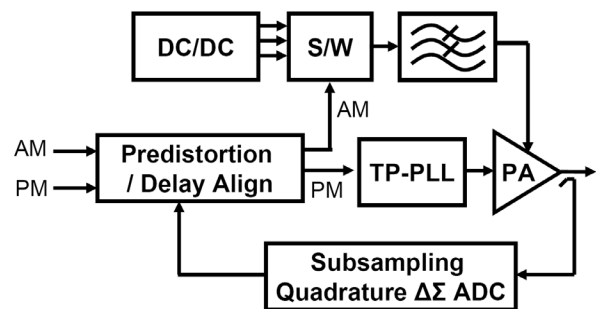 DC/DC
S/W
AM
AM
PM
Predistortion
/ Delay Align
PM
TP-PLL
PA
Subsampling
Quadrature ΔΣ ADC